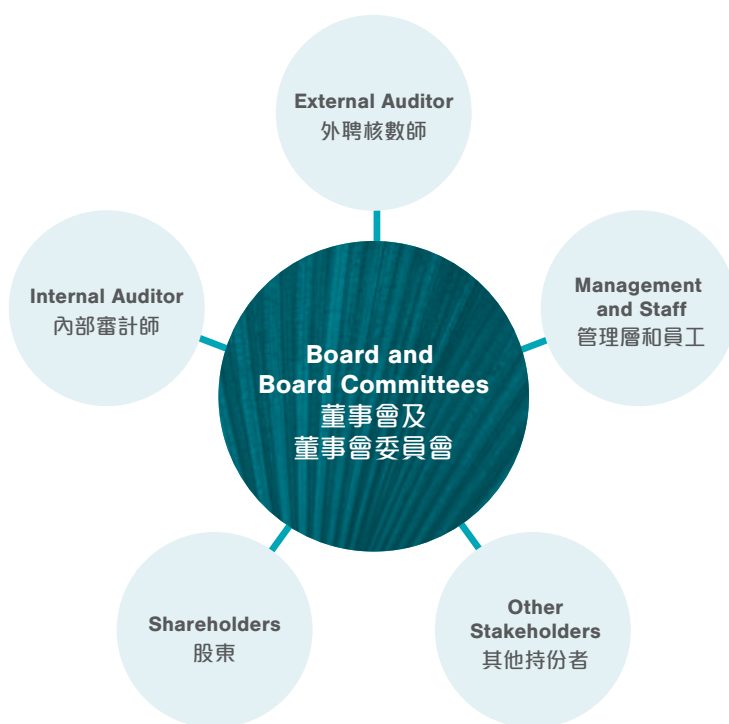 External Auditor
外聘核數師
Internal Auditor
內部審計師
Management
and Staff
管理層和員工
Board and
Board Committees
董事會及
董事會委員會
Shareholders
股東
Other
Stakeholders
其他持份者